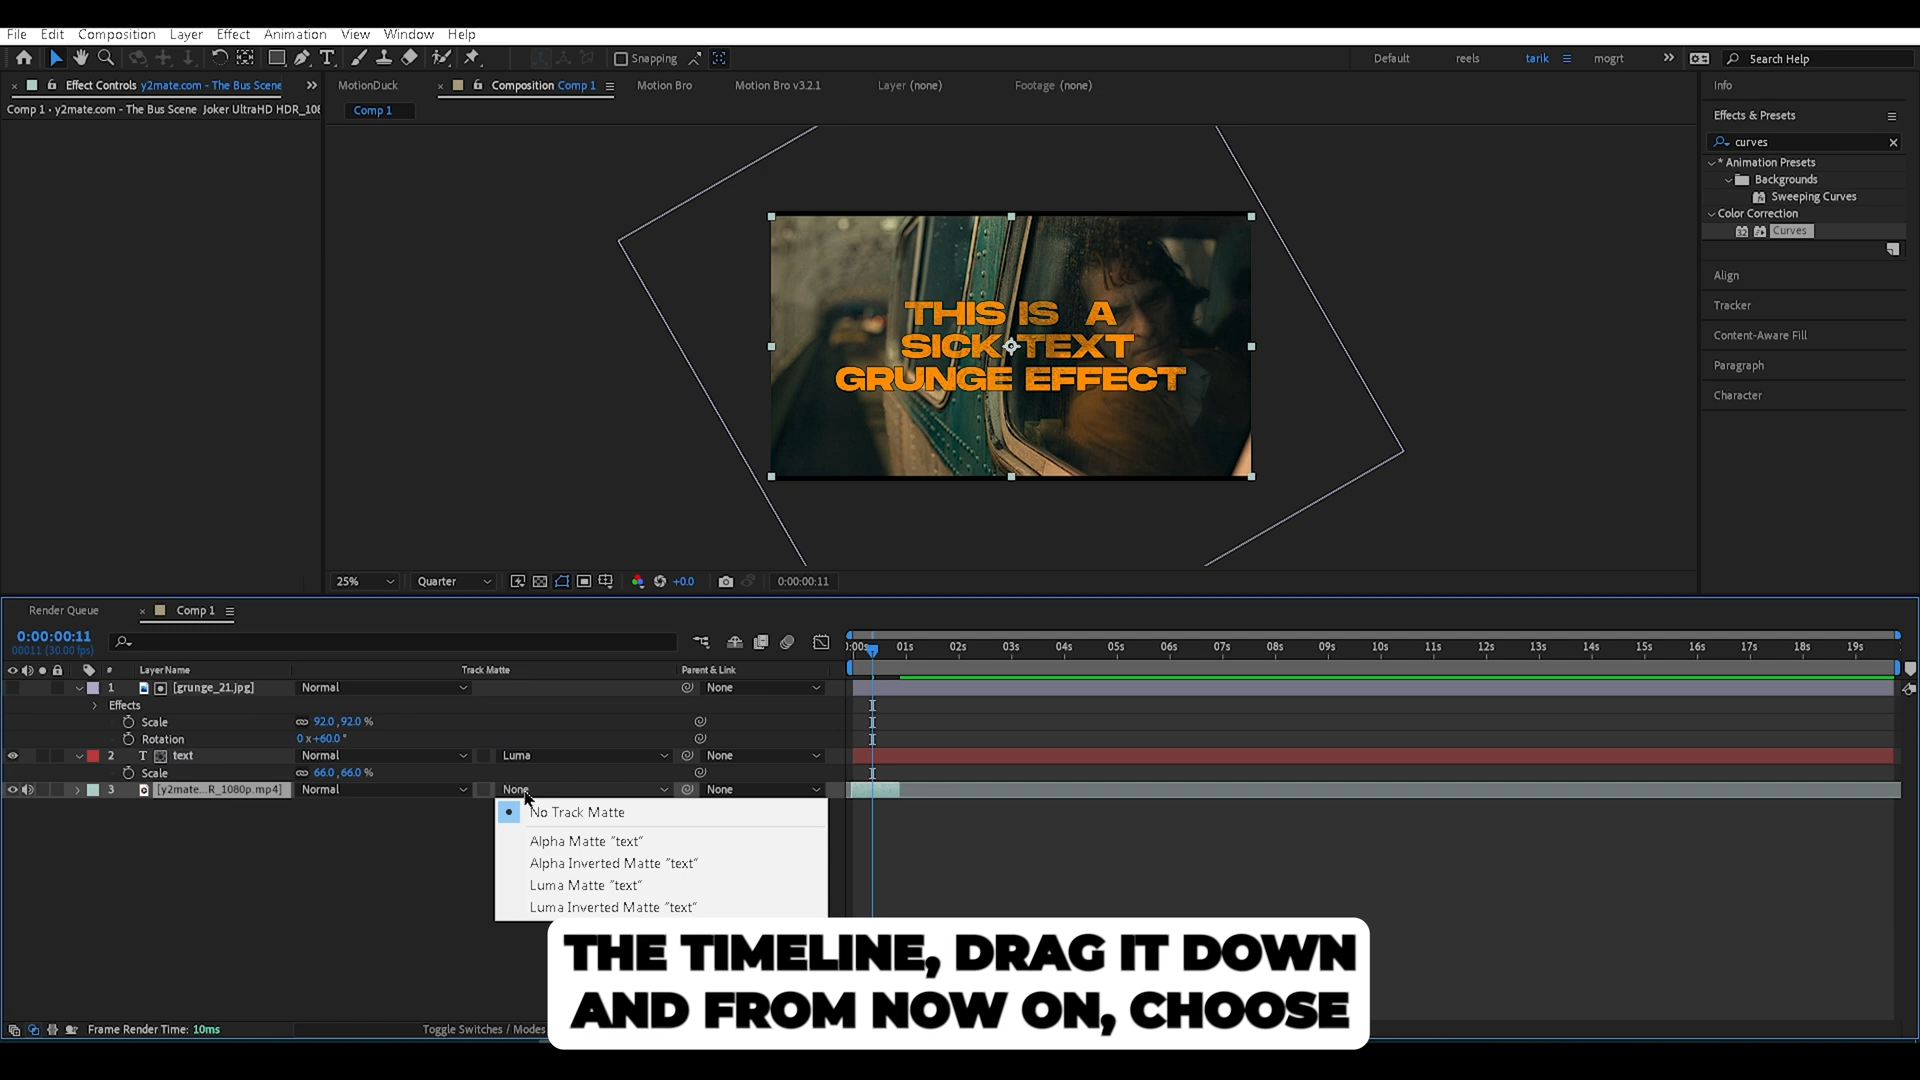 File Edit Composition Layer Effect Animation View Window Help
Snapping
Default reels tarik mogrt Search Help
Effect Controls y2mate.com - The Bus Scene
MotionDuck
Composition Comp 1
Motion Bro
Motion Bro v3.2.1
Layer (none)
Footage (none)
Info
Comp 1 • y2mate.com - The Bus Scene Joker UltraHD HDR_108
Comp 1
Effects & Presets
curves
* Animation Presets
Backgrounds
Sweeping Curves
Color Correction
32 Curves
Align
Tracker
Content-Aware Fill
Paragraph
Character
THIS IS A
SICK TEXT
GRUNGE EFFECT
25% Quarter +0.0 0:00:00:11
Render Queue
Comp 1
0:00:00:11
00011 (30.00 fps)
):00s 01s 02s 03s 04s 05s 06s 07s 08s 09s 10s 11s 12s 13s 14s 15s 16s 17s 18s 19s
# Layer Name Track Matte Parent & Link
1 [grunge_21.jpg] Normal None
Effects
Scale 92.0,92.0 %
Rotation 0 x+60.0 °
2 T text Normal Luma None
Scale 66.0,66.0 %
3 [y2mate...R_1080p.mp4] Normal None None
No Track Matte
Alpha Matte "text"
Alpha Inverted Matte "text"
Luma Matte "text"
Luma Inverted Matte "text"
THE TIMELINE, DRAG IT DOWN
AND FROM NOW ON, CHOOSE
Frame Render Time: 10ms
Toggle Switches / Modes